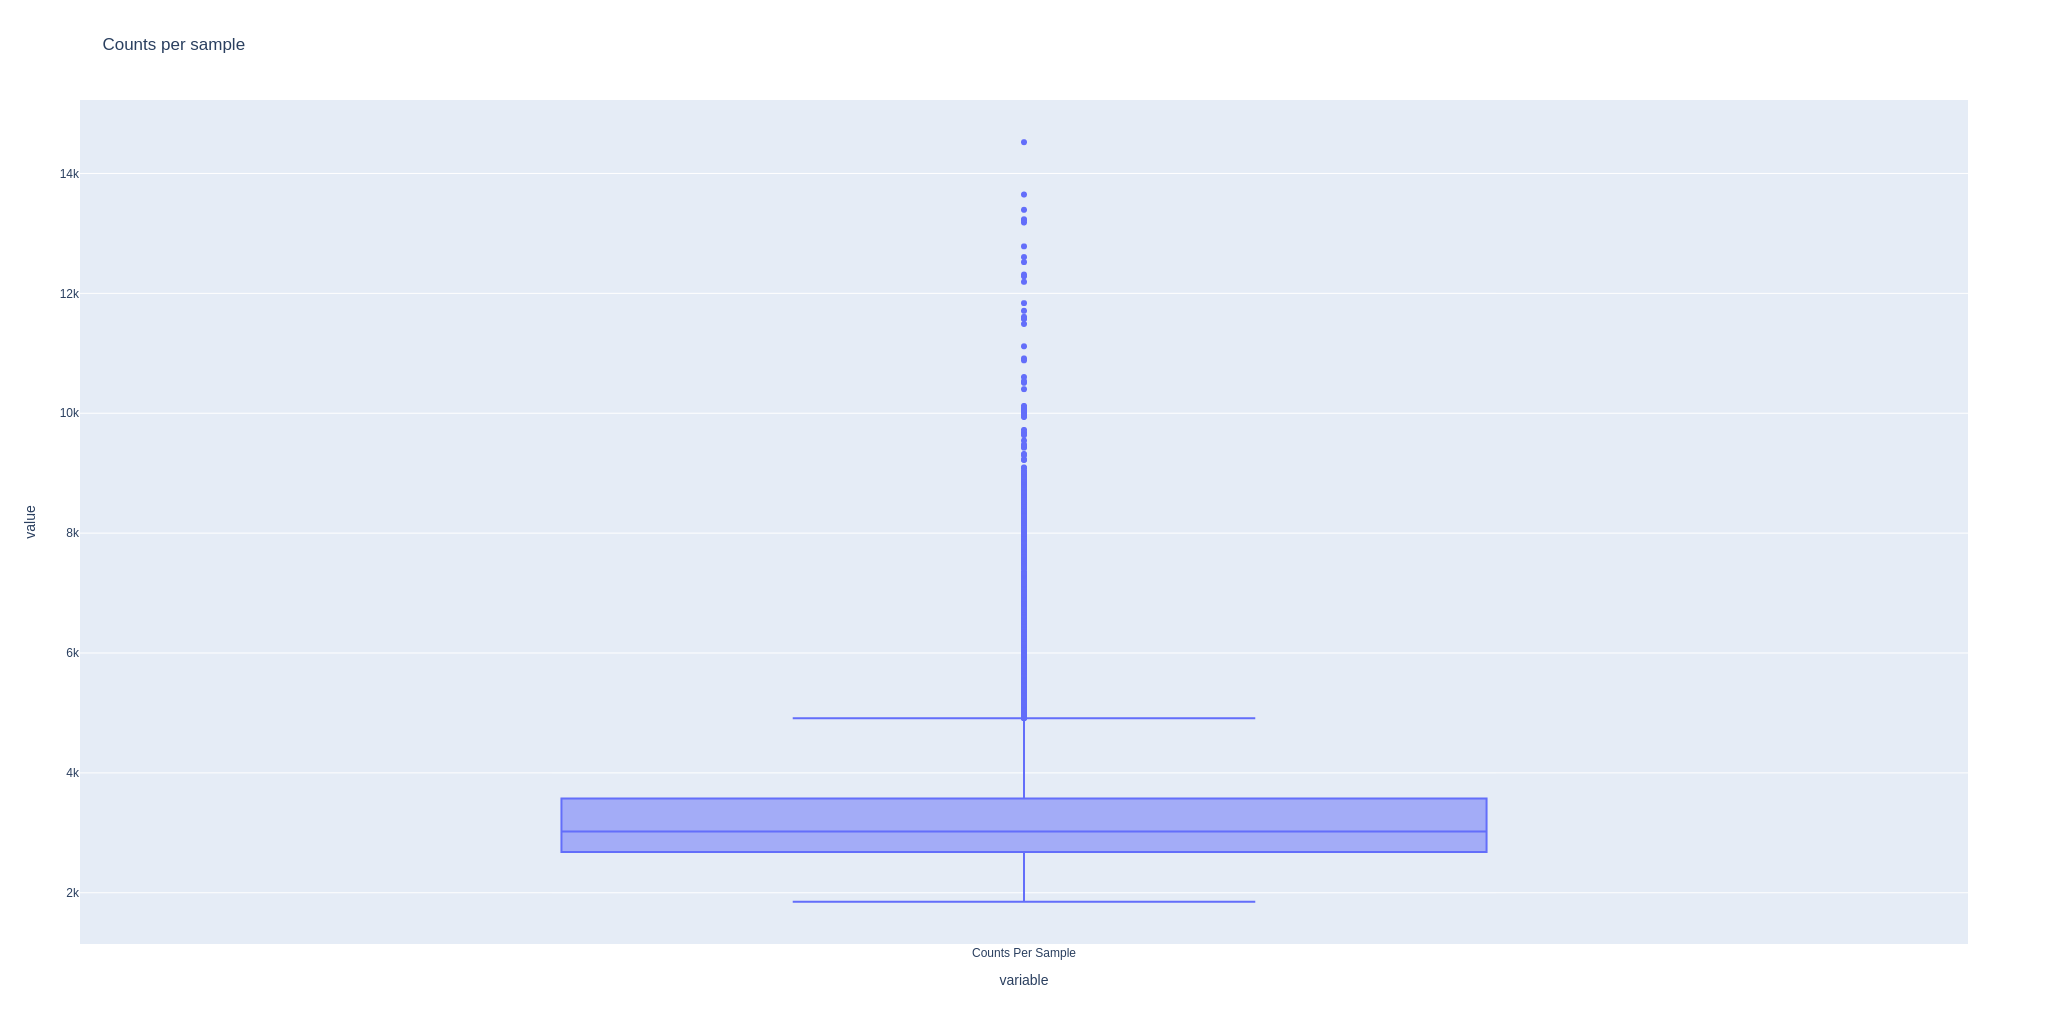 Counts per sample
14k
12k
10k
8k
6k
4k
2k
value
Counts Per Sample
variable